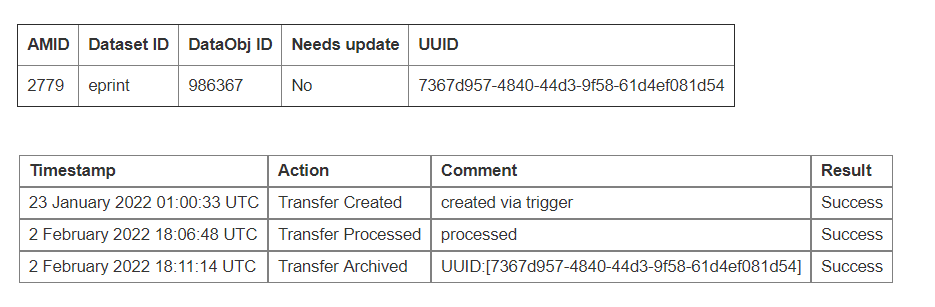 AMID Dataset ID DataObj ID Needs update UUID
2779 eprint 986367 No 7367d957-4840-44d3-9f58-61d4ef081d54
Timestamp Action Comment Result
23 January 2022 01:00:33 UTC Transfer Created created via trigger Success
2 February 2022 18:06:48 UTC Transfer Processed processed Success
2 February 2022 18:11:14 UTC Transfer Archived UUID:[7367d957-4840-44d3-9f58-61d4ef081d54] Success